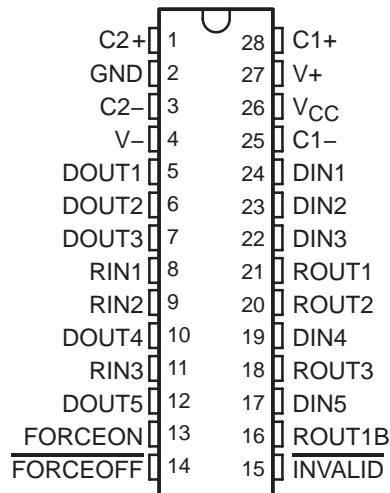 C2+ 1 28 C1+
GND 2 27 V+
C2− 3 26 VCC
V− 4 25 C1−
DOUT1 5 24 DIN1
DOUT2 6 23 DIN2
DOUT3 7 22 DIN3
RIN1 8 21 ROUT1
RIN2 9 20 ROUT2
DOUT4 10 19 DIN4
RIN3 11 18 ROUT3
DOUT5 12 17 DIN5
FORCEON 13 16 ROUT1B
FORCEOFF 14 15 INVALID